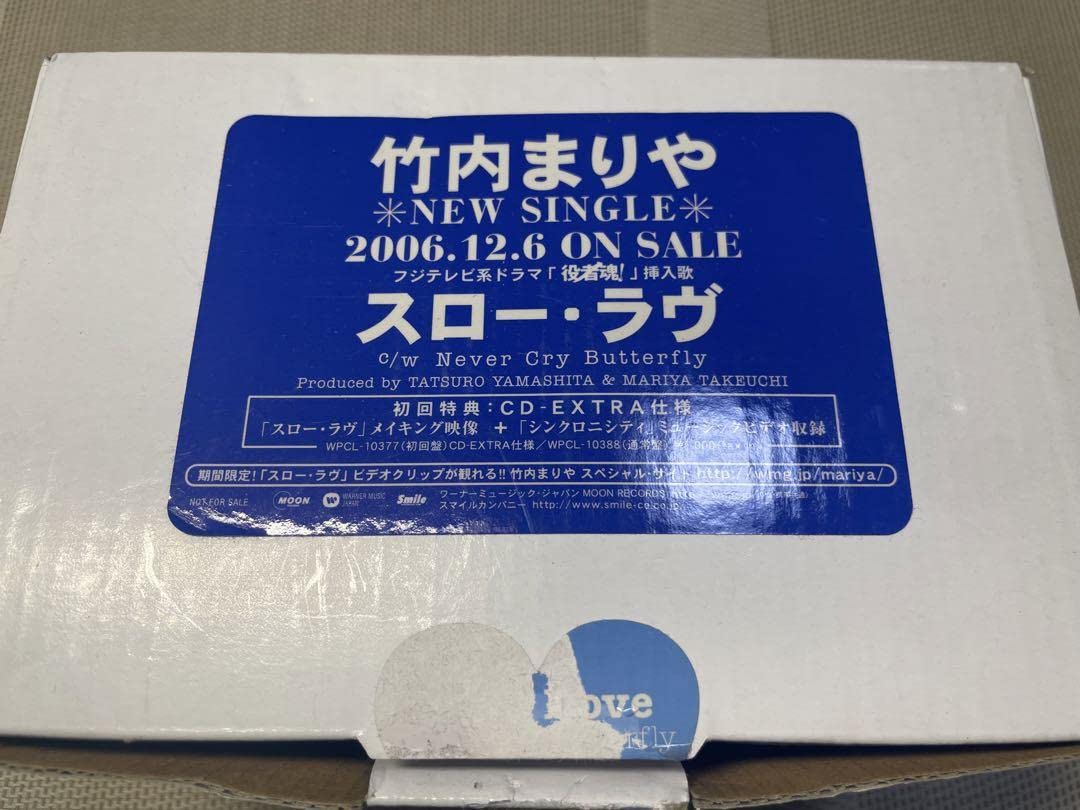 竹内まりや
✳NEW SINGLE✳
2006.12.6 ON SALE
フジテレビ系ドラマ「役者魂!」挿入歌
スロー・ラヴ
c/w Never Cry Butterfly
Produced by TATSURO YAMASHITA & MARIYA TAKEUCHI
初回特典：CD-EXTRA仕様
「スロー・ラヴ」メイキング映像 + 「シンクロニシティ」ミュージックビデオ収録
WPCL-10377(初回盤)CD-EXTRA仕様／WPCL-10388(通常盤)
期間限定!「スロー・ラヴ」ビデオクリップが観れる!! 竹内まりや スペシャル・サイト http://wmg.jp/mariya/
NOT FOR SALE MOON WARNER MUSIC JAPAN Smile ワーナーミュージック・ジャパン MOON RECORDS
スマイルカンパニー http://www.smile-co.co.jp/
Love
rfly